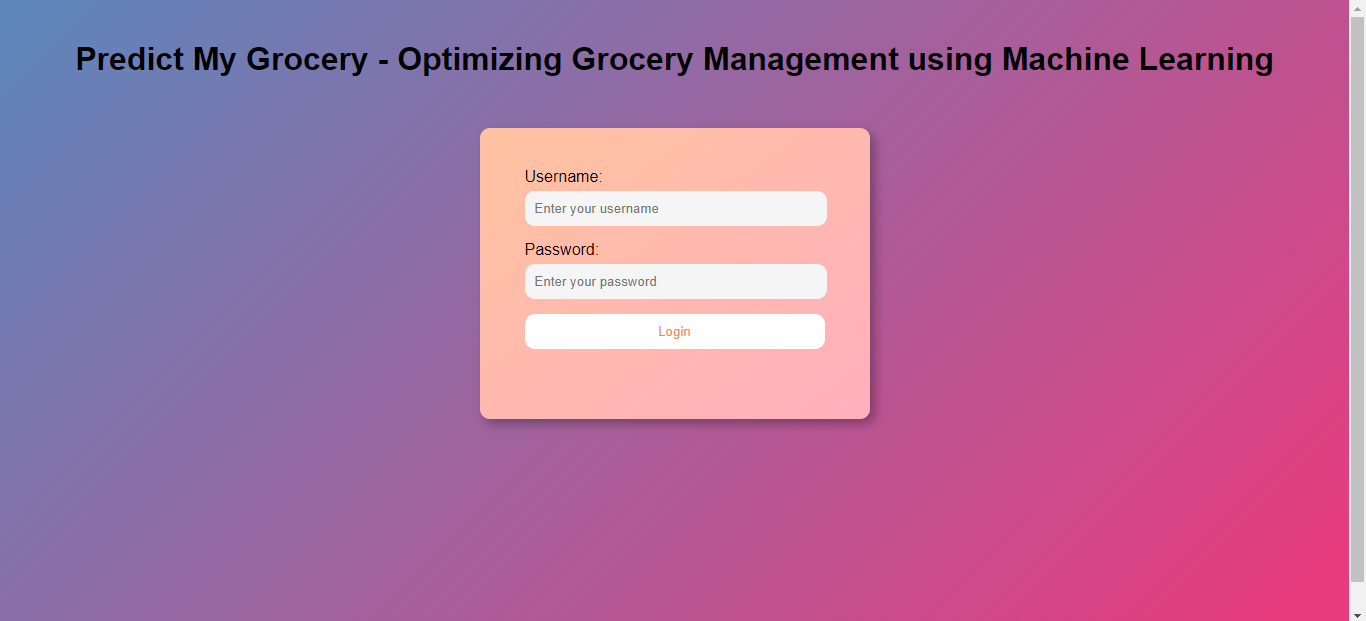 Predict My Grocery - Optimizing Grocery Management using Machine Learning
Username:
Enter your username
Password:
Enter your password
Login